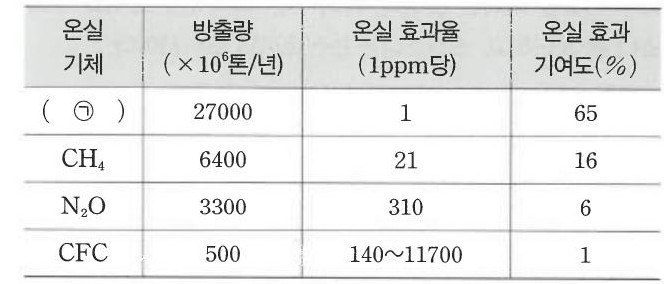 온실 기체 방출량 (×10⁶톤/년) 온실 효과율 (1ppm당) 온실 효과 기여도(%)
( ㉠ ) 27000 1 65
CH₄ 6400 21 16
N₂O 3300 310 6
CFC 500 140~11700 1